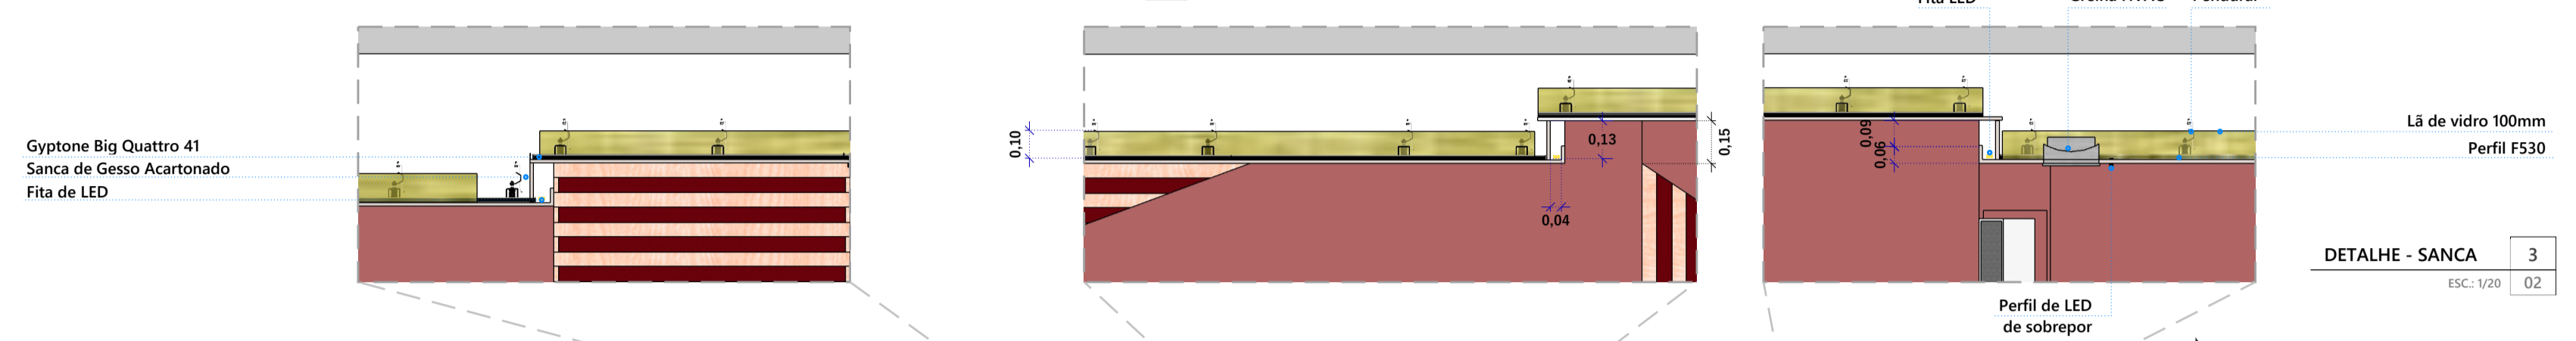 Gyptone Big Quattro 41
Sanca de Gesso Acartonado
Fita de LED
0,10
0,13
0,15
0,04
0,09
0,06
Lã de vidro 100mm
Perfil F530
Perfil de LED
de sobrepor
DETALHE - SANCA
3
ESC.: 1/20
02